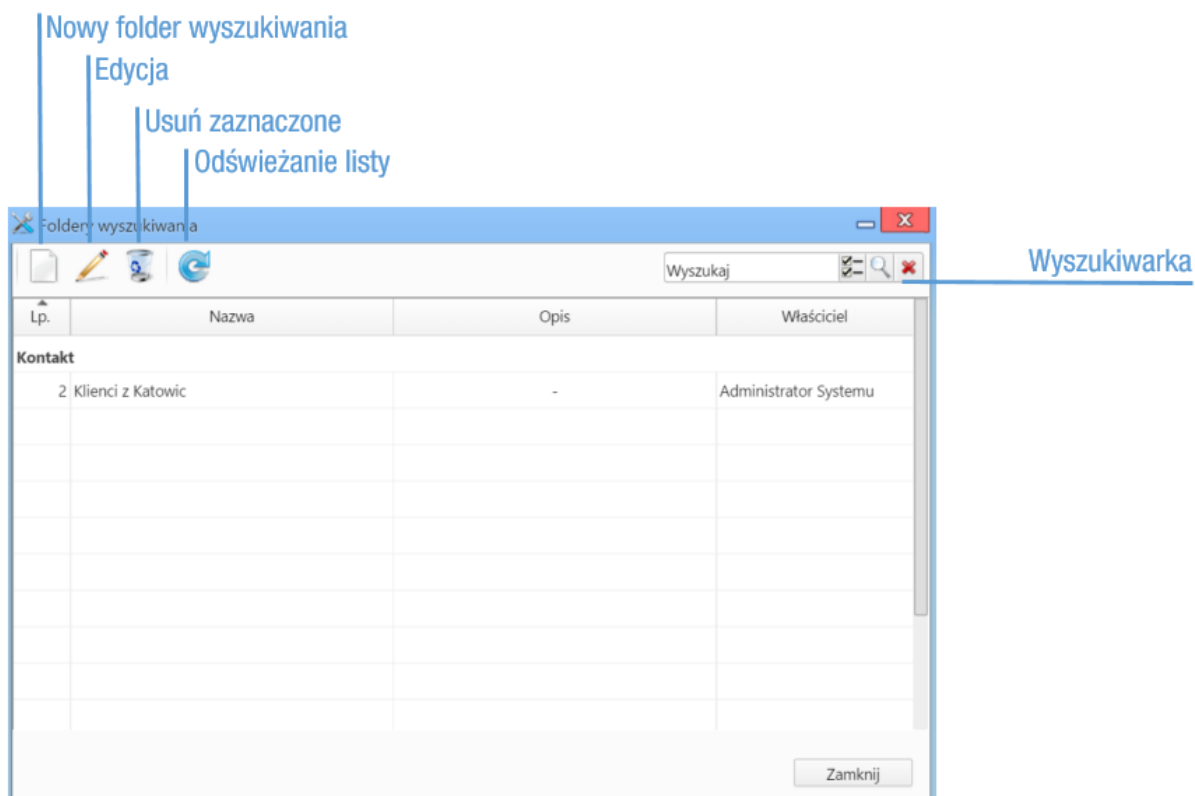 Nowy folder wyszukiwania
Edycja
Usuń zaznaczone
Odświeżanie listy
Foldery wyszukiwania
Wyszukaj
Wyszukiwarka
Lp. Nazwa Opis Właściciel
Kontakt
2 Klienci z Katowic - Administrator Systemu
Zamknij